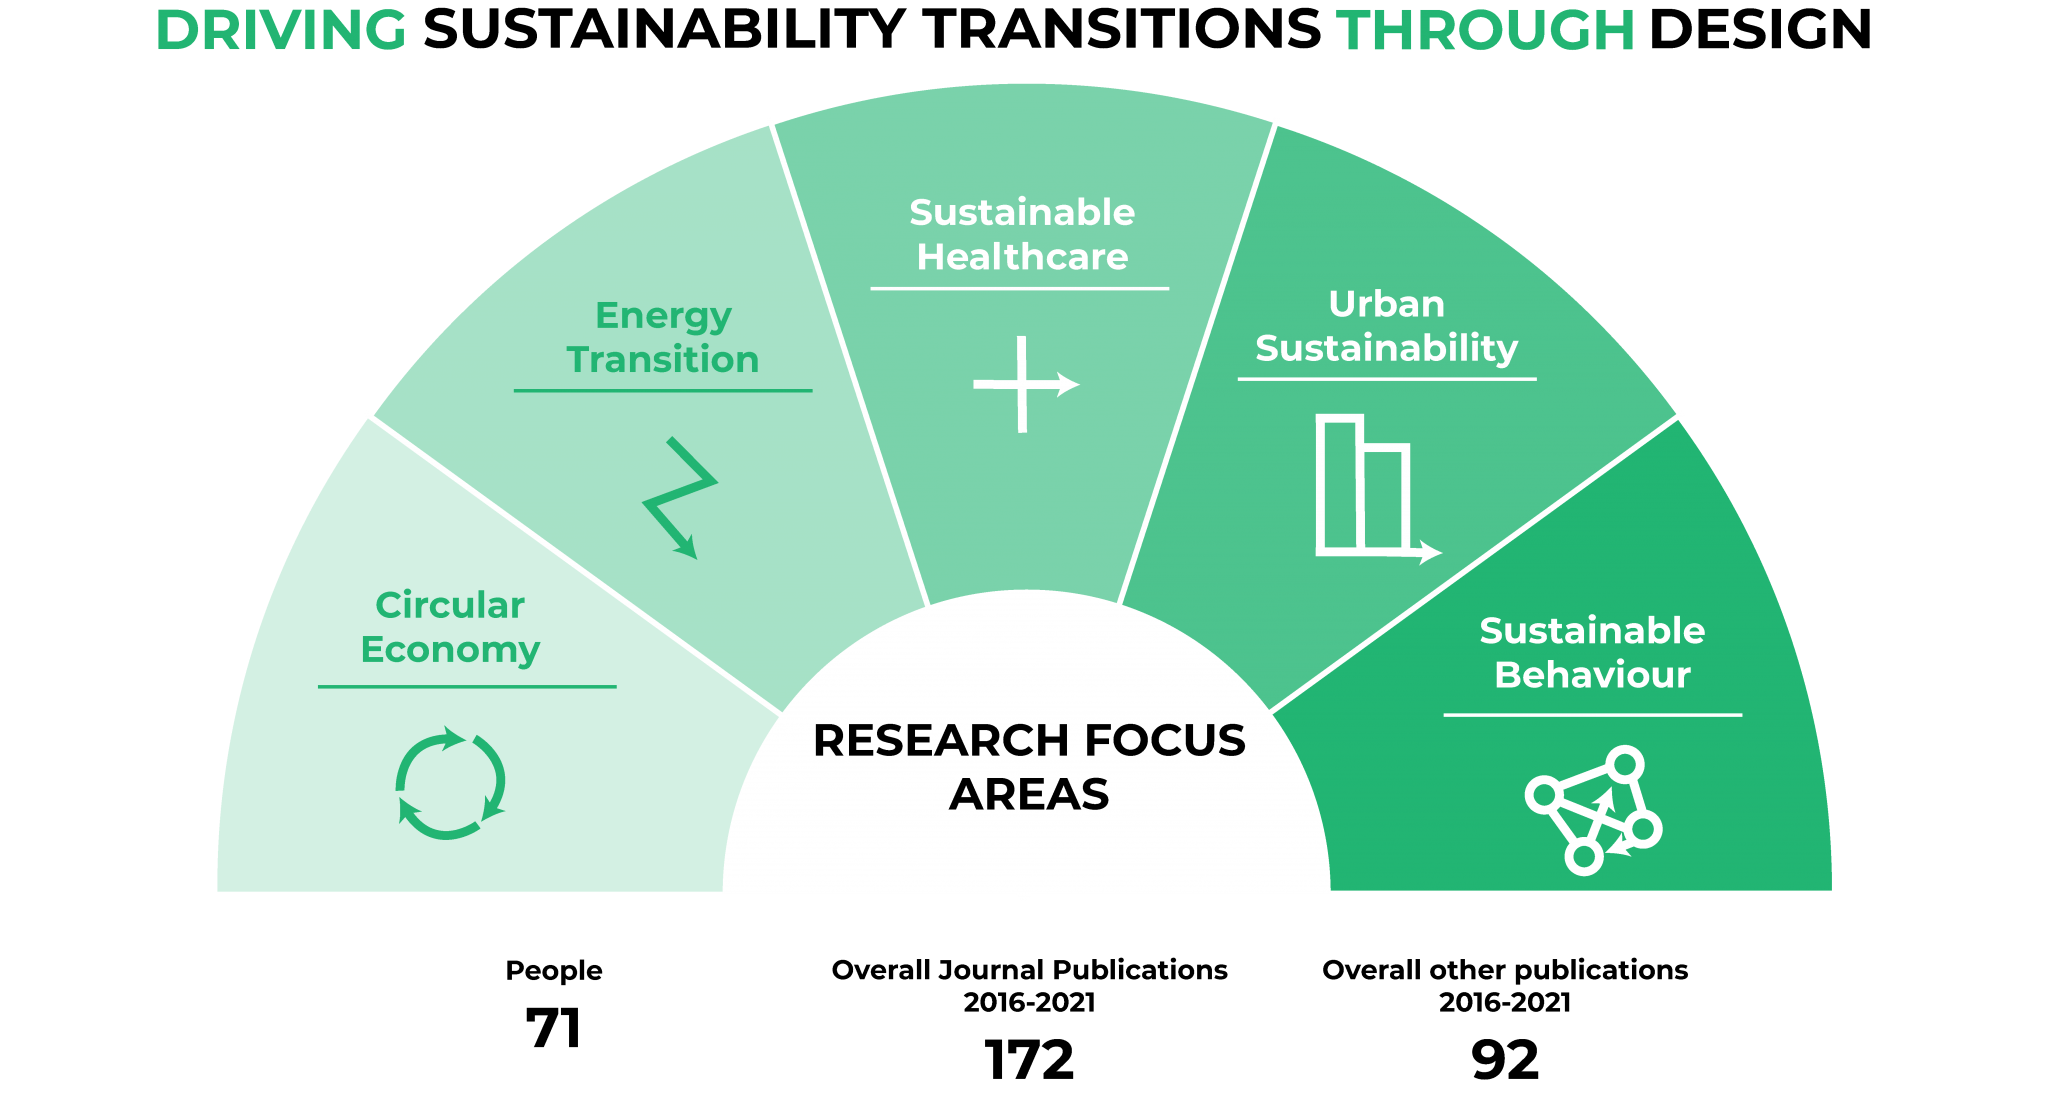 DRIVING SUSTAINABILITY TRANSITIONS THROUGH DESIGN
Circular
Economy
Energy
Transition
Sustainable
Healthcare
Urban
Sustainability
Sustainable
Behaviour
RESEARCH FOCUS
AREAS
People
71
Overall Journal Publications
2016-2021
172
Overall other publications
2016-2021
92